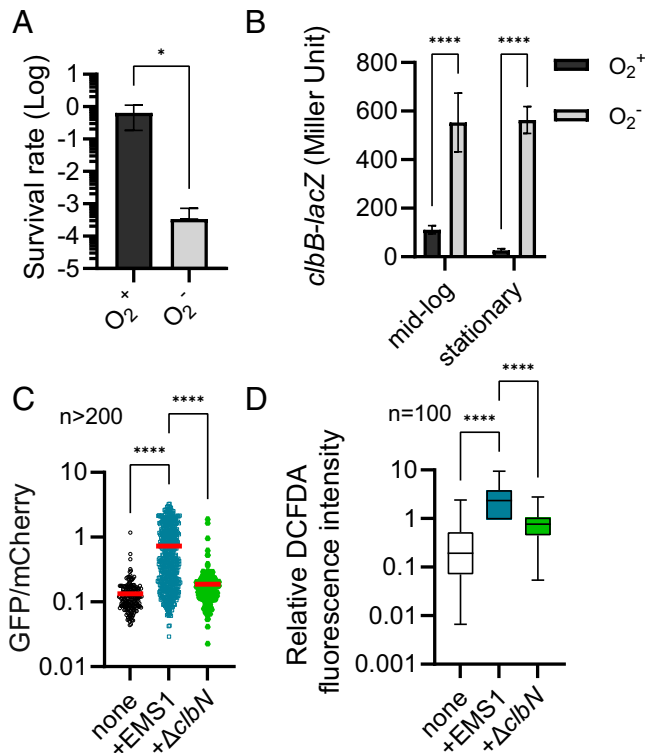 A
Survival rate (Log)
*
1
0
-1
-2
-3
-4
-5
O₂⁺
O₂⁻
B
clbB-lacZ (Miller Unit)
**** ****
800
600
400
200
0
mid-log
stationary
O₂⁺
O₂⁻
C
n>200
****
****
GFP/mCherry
10
1
0.1
0.01
none
+EMS1
+ΔclbN
D
n=100
****
****
Relative DCFDA
fluorescence intensity
100
10
1
0.1
0.01
0.001
none
+EMS1
+ΔclbN